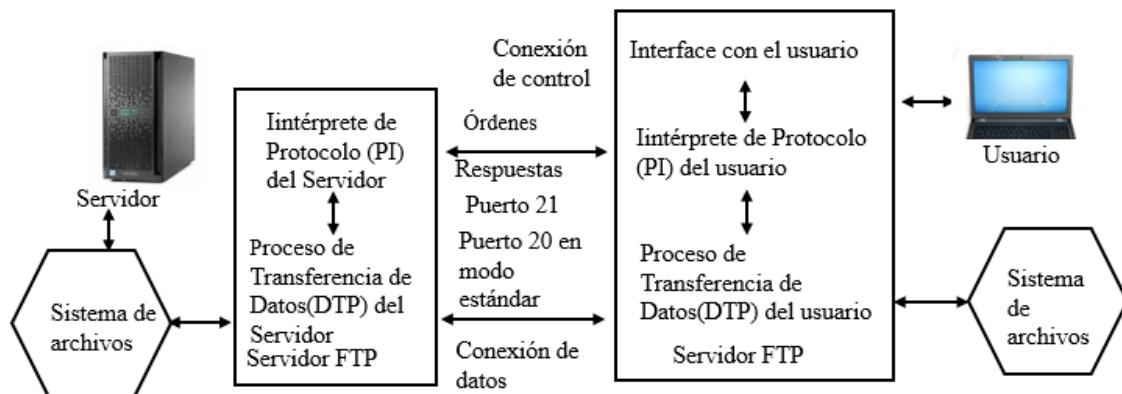 Servidor
Sistema de
archivos
Iintérprete de
Protocolo (PI)
del Servidor
Proceso de
Transferencia de
Datos(DTP) del
Servidor
Servidor FTP
Conexión
de control
Órdenes
Respuestas
Puerto 21
Puerto 20 en
modo
estándar
Conexión de
datos
Interface con el usuario
Iintérprete de Protocolo
(PI) del usuario
Proceso de
Transferencia de
Datos(DTP) del usuario
Servidor FTP
Usuario
Sistema
de
archivos